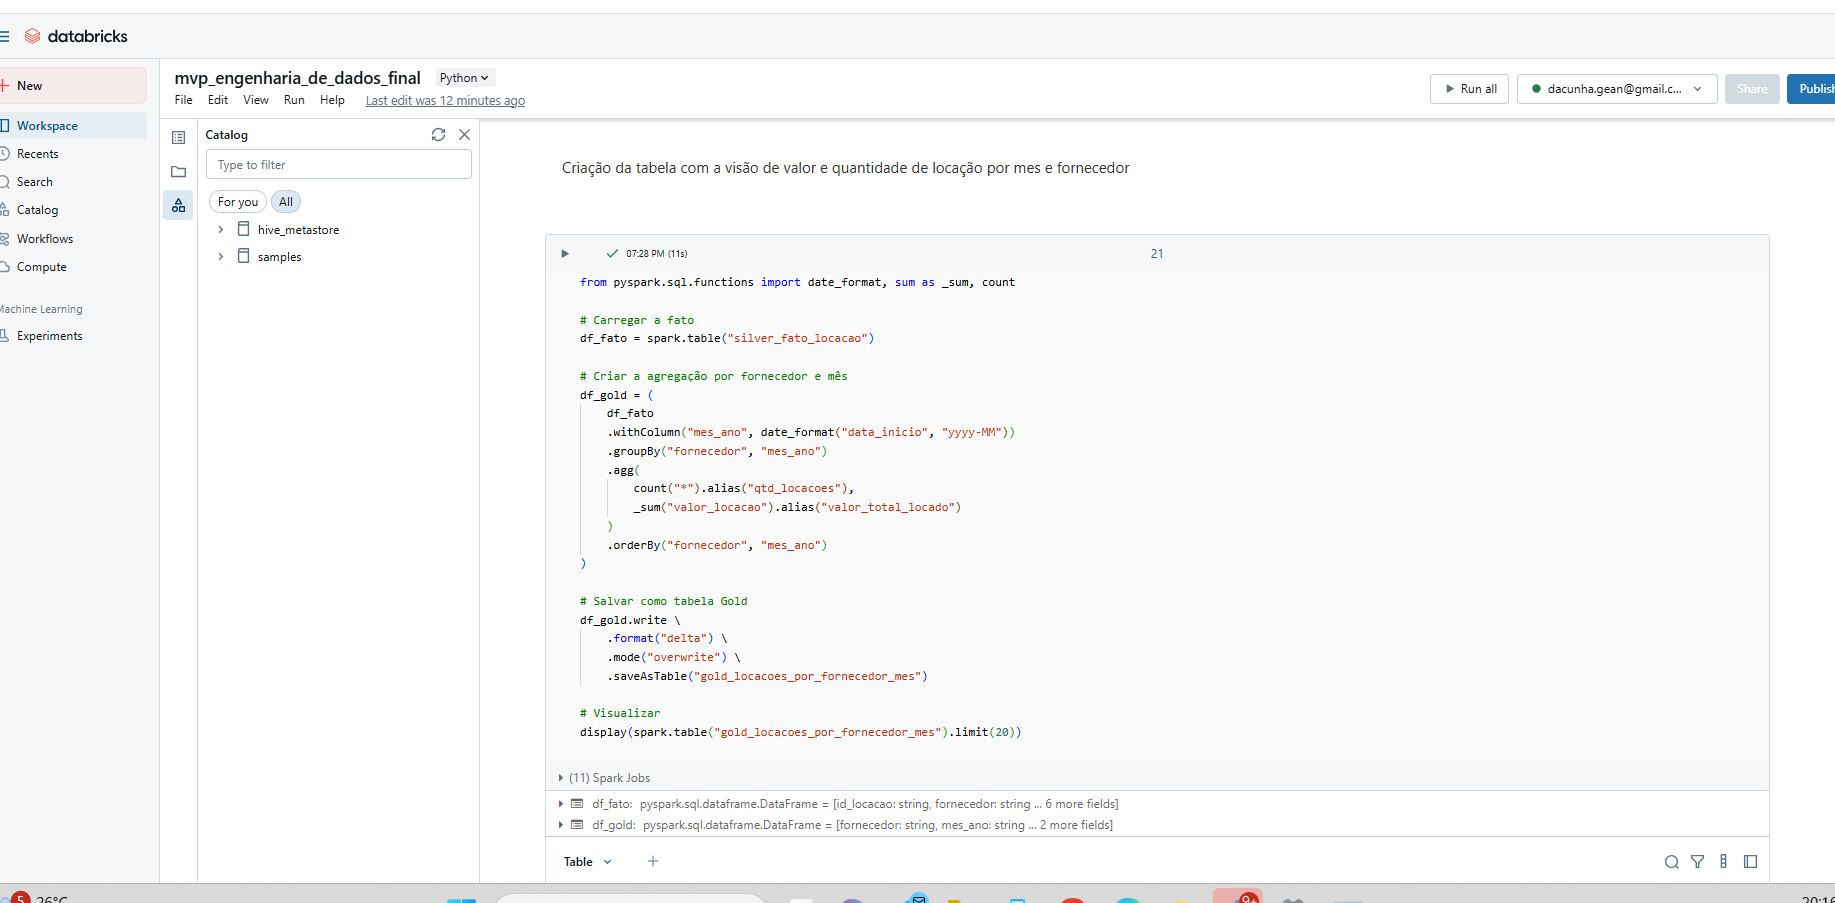 databricks
New
Workspace
Recents
Search
Catalog
Workflows
Compute
Machine Learning
Experiments
mvp_engenharia_de_dados_final Python
File Edit View Run Help Last edit was 12 minutes ago
Run all dacunha.gean@gmail.c... Share Publish
Catalog
Type to filter
For you All
hive_metastore
samples
Criação da tabela com a visão de valor e quantidade de locação por mes e fornecedor
07:28 PM (11s) 21
from pyspark.sql.functions import date_format, sum as _sum, count
# Carregar a fato
df_fato = spark.table("silver_fato_locacao")
# Criar a agregação por fornecedor e mês
df_gold = (
df_fato
.withColumn("mes_ano", date_format("data_inicio", "yyyy-MM"))
.groupBy("fornecedor", "mes_ano")
.agg(
count("*").alias("qtd_locacoes"),
_sum("valor_locacao").alias("valor_total_locado")
)
.orderBy("fornecedor", "mes_ano")
)
# Salvar como tabela Gold
df_gold.write \
.format("delta") \
.mode("overwrite") \
.saveAsTable("gold_locacoes_por_fornecedor_mes")
# Visualizar
display(spark.table("gold_locacoes_por_fornecedor_mes").limit(20))
(11) Spark Jobs
df_fato: pyspark.sql.dataframe.DataFrame = [id_locacao: string, fornecedor: string ... 6 more fields]
df_gold: pyspark.sql.dataframe.DataFrame = [fornecedor: string, mes_ano: string ... 2 more fields]
Table
5 26°C 9+ 20:16